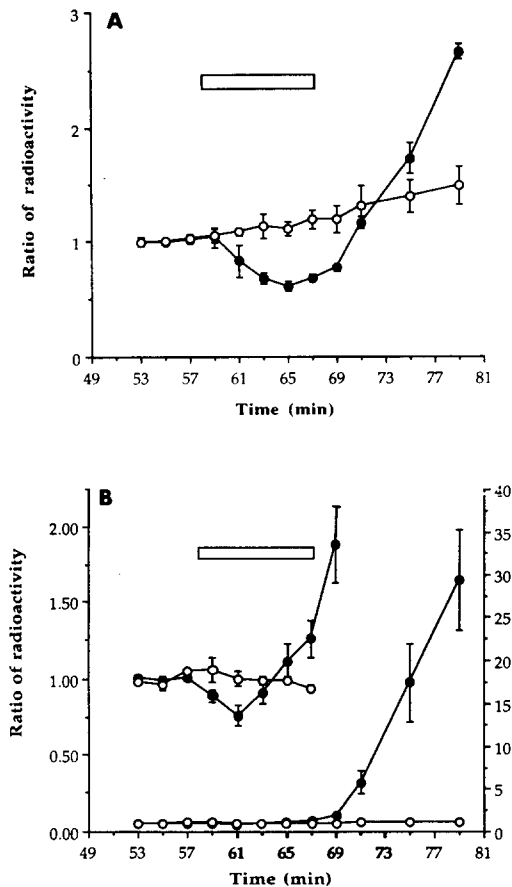 A
3
2
1
0
Ratio of radioactivity
49 53 57 61 65 69 73 77 81
Time (min)
B
2.00
1.50
1.00
0.50
0.00
Ratio of radioactivity
40
35
30
25
20
15
10
5
0
49 53 57 61 65 69 73 77 81
Time (min)